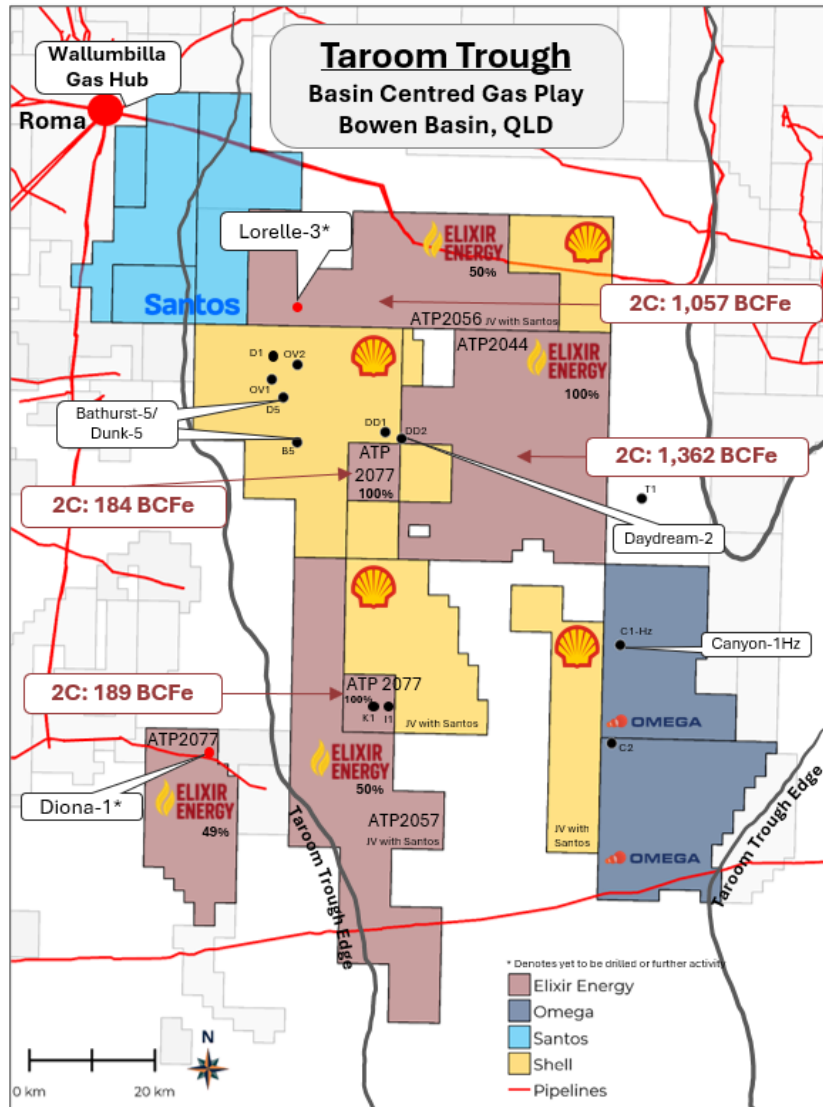 Taroom Trough
Basin Centred Gas Play
Bowen Basin, QLD
Wallumbilla
Gas Hub
Roma
Lorelle-3*
ELIXIR
ENERGY
50%
Santos
ATP2056 JV with Santos
2C: 1,057 BCFe
ATP2044
ELIXIR
ENERGY
100%
D1
OV2
OV1
D5
Bathurst-5/
Dunk-5
B5
DD1
DD2
ATP
2077
100%
2C: 1,362 BCFe
2C: 184 BCFe
T1
Daydream-2
C1-Hz
Canyon-1Hz
2C: 189 BCFe
ATP 2077
100%
K1
I1
JV with Santos
OMEGA
C2
ATP2077
ELIXIR
ENERGY
49%
Diona-1*
ELIXIR
ENERGY
50%
ATP2057
JV with Santos
JV with
Santos
OMEGA
Taroom Trough Edge
Taroom Trough Edge
* Denotes yet to be drilled or further activity
Elixir Energy
Omega
Santos
Shell
Pipelines
N
0 km
20 km